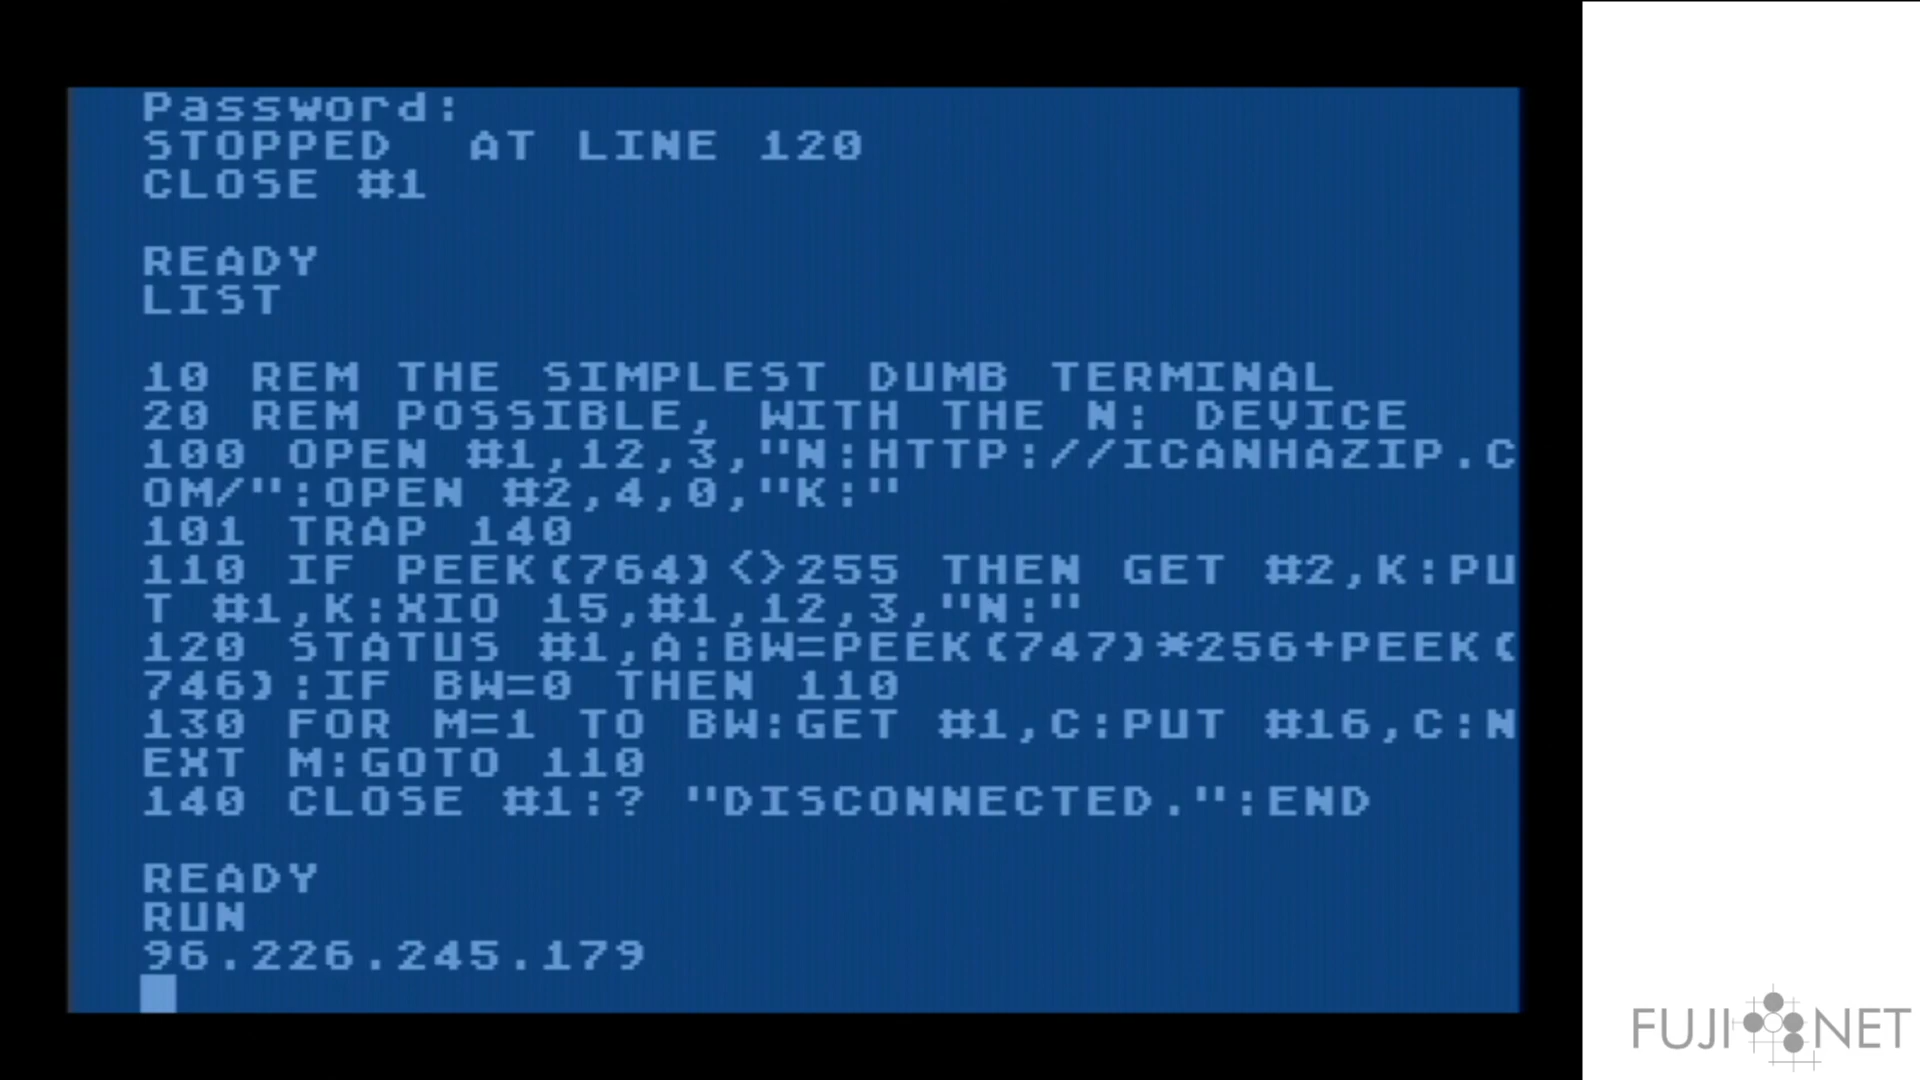 Password:
STOPPED  AT LINE 120
CLOSE #1
READY
LIST
10 REM THE SIMPLEST DUMB TERMINAL
20 REM POSSIBLE, WITH THE N: DEVICE
100 OPEN #1,12,3,"N:HTTP://ICANHAZIP.C
OM/":OPEN #2,4,0,"K:"
101 TRAP 140
110 IF PEEK(764)<>255 THEN GET #2,K:PU
T #1,K:XIO 15,#1,12,3,"N:"
120 STATUS #1,A:BW=PEEK(747)*256+PEEK(
746):IF BW=0 THEN 110
130 FOR M=1 TO BW:GET #1,C:PUT #16,C:N
EXT M:GOTO 110
140 CLOSE #1:? "DISCONNECTED.":END
READY
RUN
96.226.245.179
FUJINET